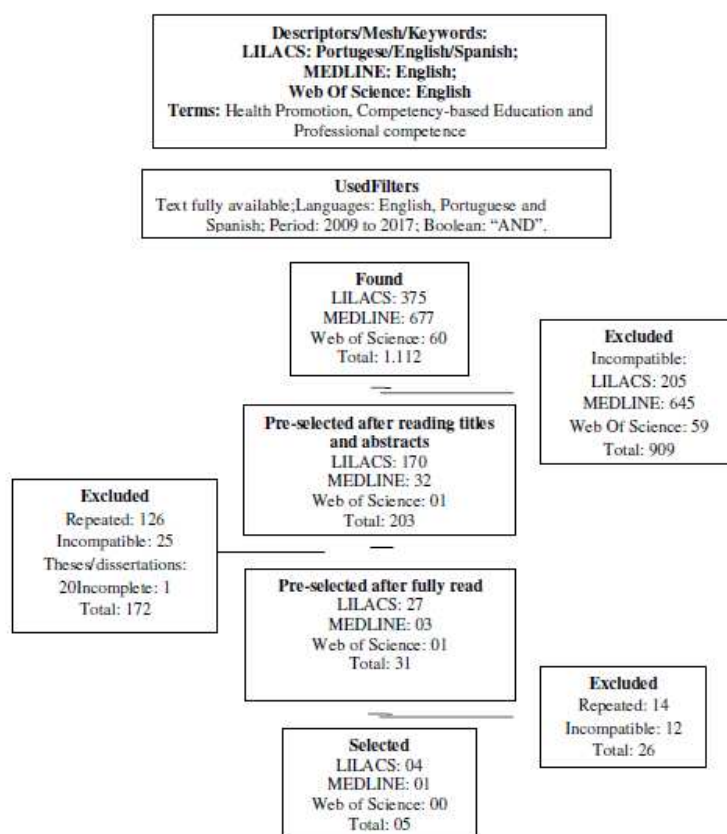 Descriptors/Mesh/Keywords:
LILACS: Portugese/English/Spanish;
MEDLINE: English;
Web Of Science: English
Terms: Health Promotion, Competency-based Education and
Professional competence
UsedFilters
Text fully available;Languages: English, Portuguese and
Spanish; Period: 2009 to 2017; Boolean: “AND”.
Found
LILACS: 375
MEDLINE: 677
Web of Science: 60
Total: 1.112
Excluded
Incompatible:
LILACS: 205
MEDLINE: 645
Web Of Science: 59
Total: 909
Pre-selected after reading titles
and abstracts
LILACS: 170
MEDLINE: 32
Web of Science: 01
Total: 203
Excluded
Repeated: 126
Incompatible: 25
Theses/dissertations:
20Incomplete: 1
Total: 172
Pre-selected after fully read
LILACS: 27
MEDLINE: 03
Web of Science: 01
Total: 31
Excluded
Repeated: 14
Incompatible: 12
Total: 26
Selected
LILACS: 04
MEDLINE: 01
Web of Science: 00
Total: 05